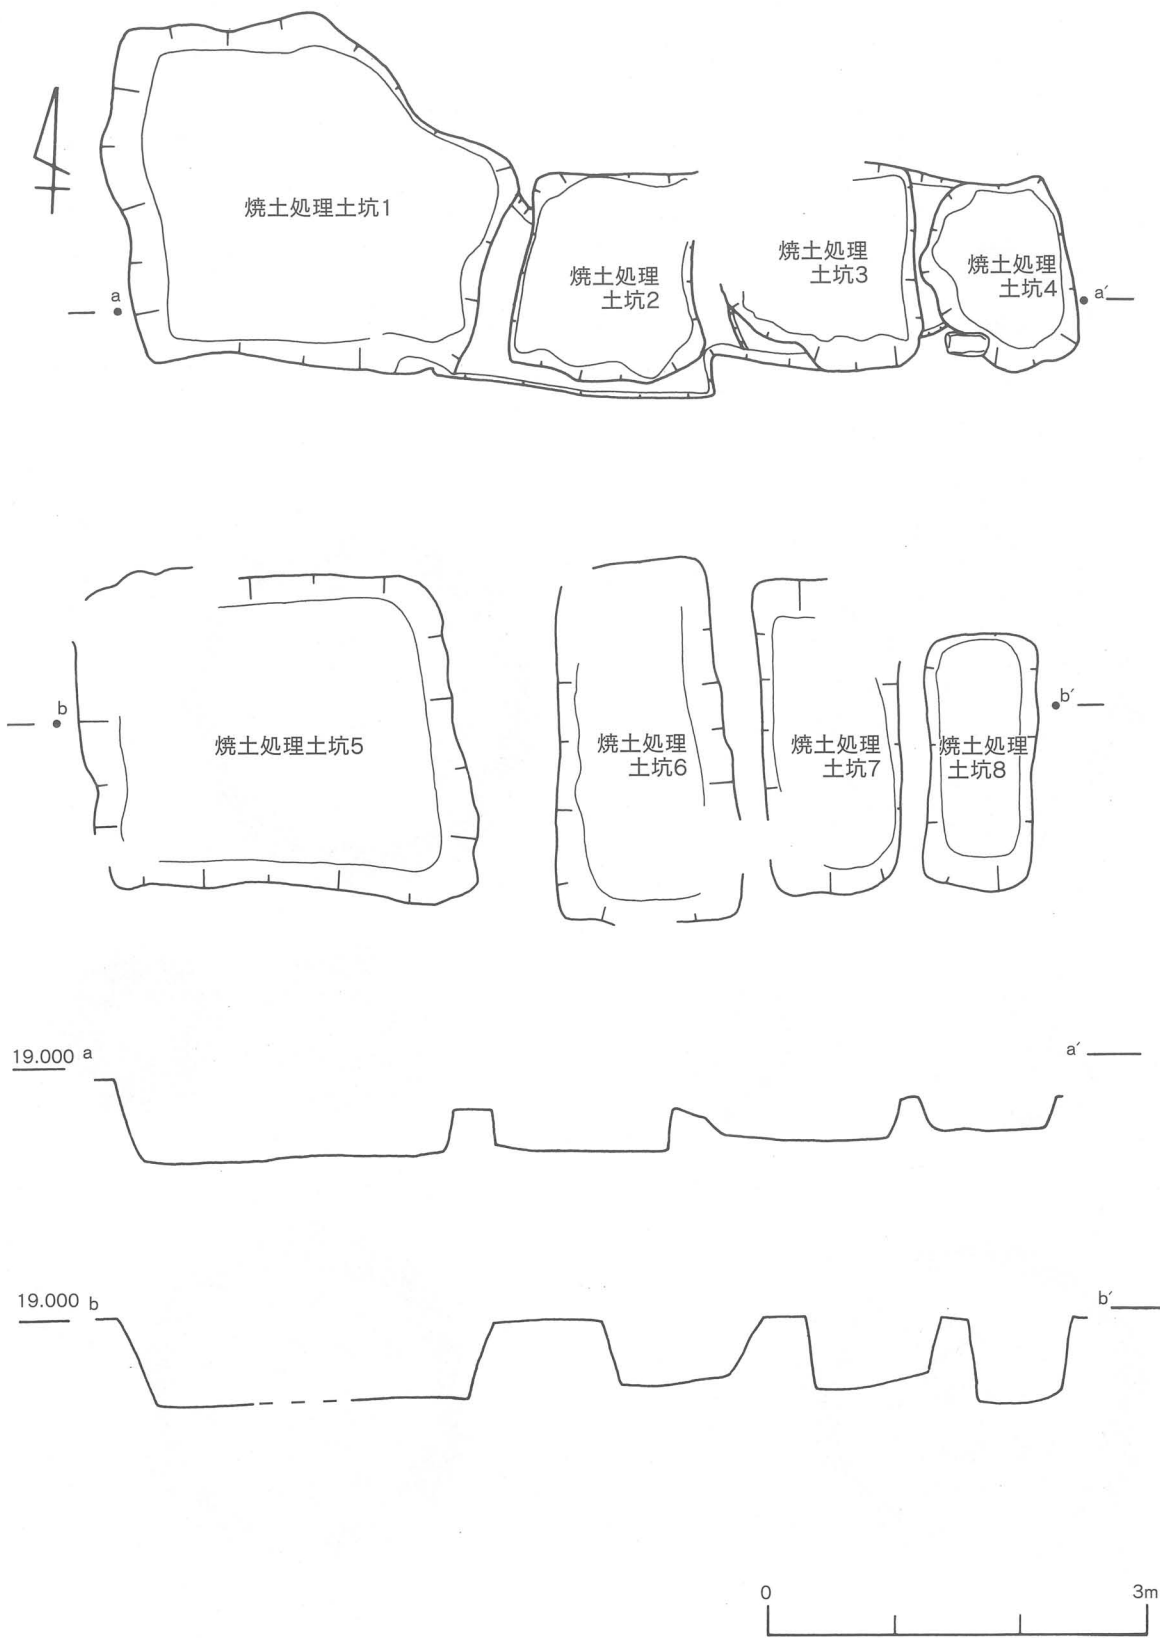 焼土処理土坑1
焼土処理
土坑2
焼土処理
土坑3
焼土処理
土坑4
a
a′
焼土処理土坑5
焼土処理
土坑6
焼土処理
土坑7
焼土処理
土坑8
b
b′
19.000 a
a′
19.000 b
b′
0
3m